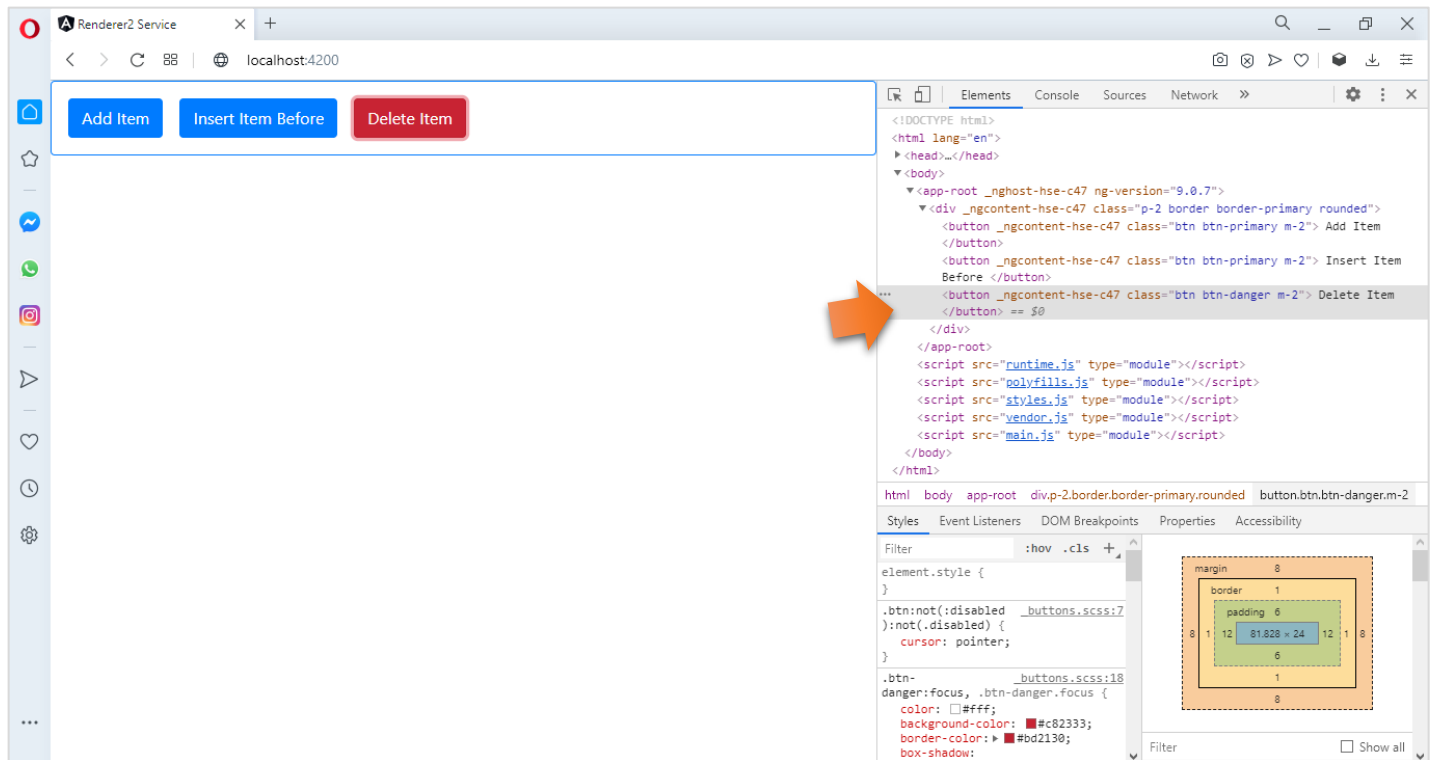 Renderer2 Service
localhost:4200
Add Item Insert Item Before Delete Item
Elements Console Sources Network »
<!DOCTYPE html>
<html lang="en">
<head>…</head>
<body>
<app-root _nghost-hse-c47 ng-version="9.0.7">
<div _ngcontent-hse-c47 class="p-2 border border-primary rounded">
<button _ngcontent-hse-c47 class="btn btn-primary m-2"> Add Item
</button>
<button _ngcontent-hse-c47 class="btn btn-primary m-2"> Insert Item
Before </button>
<button _ngcontent-hse-c47 class="btn btn-danger m-2"> Delete Item
</button> == $0
</div>
</app-root>
<script src="runtime.js" type="module"></script>
<script src="polyfills.js" type="module"></script>
<script src="styles.js" type="module"></script>
<script src="vendor.js" type="module"></script>
<script src="main.js" type="module"></script>
</body>
</html>
html body app-root div.p-2.border.border-primary.rounded button.btn.btn-danger.m-2
Styles Event Listeners DOM Breakpoints Properties Accessibility
Filter :hov .cls +
element.style {
}
.btn:not(:disabled _buttons.scss:7
):not(.disabled) {
cursor: pointer;
}
.btn- _buttons.scss:18
danger:focus, .btn-danger.focus {
color: #fff;
background-color: #c82333;
border-color: #bd2130;
box-shadow:
margin 8
border 1
padding 6
8 1 12 81.828 × 24 12 1 8
6
1
8
Filter Show all